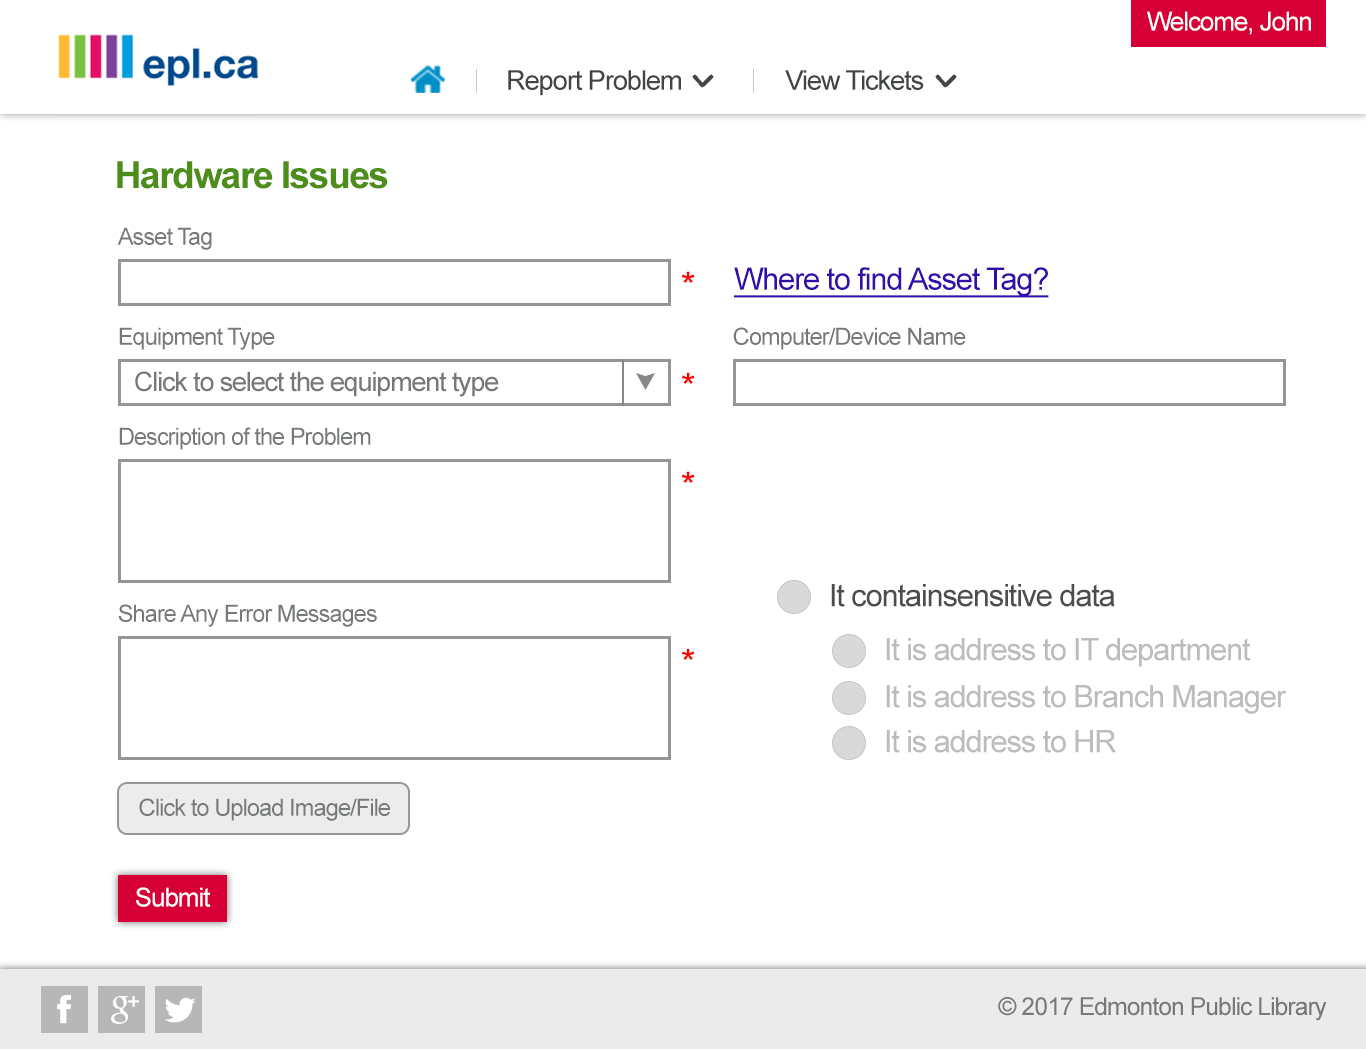 Welcome, John
epl.ca
Report Problem
View Tickets
Hardware Issues
Asset Tag
*
Where to find Asset Tag?
Equipment Type
Computer/Device Name
Click to select the equipment type
*
Description of the Problem
*
It containsensitive data
Share Any Error Messages
*
It is address to IT department
It is address to Branch Manager
It is address to HR
Click to Upload Image/File
Submit
f
g+
© 2017 Edmonton Public Library